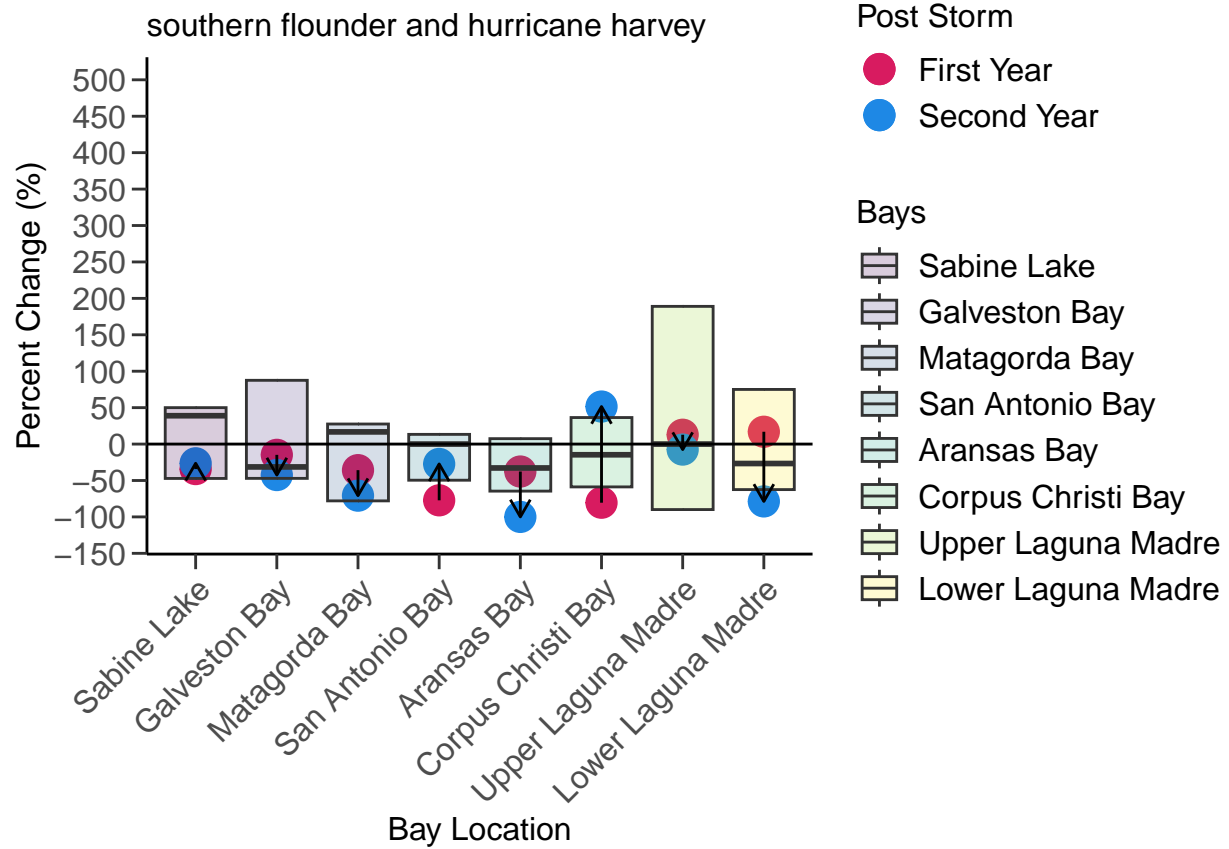 southern flounder and hurricane harvey
Percent Change (%)
500
450
400
350
300
250
200
150
100
50
0
−50
−100
−150
Sabine Lake
Galveston Bay
Matagorda Bay
San Antonio Bay
Aransas Bay
Corpus Christi Bay
Upper Laguna Madre
Lower Laguna Madre
Bay Location
Post Storm
First Year
Second Year
Bays
Sabine Lake
Galveston Bay
Matagorda Bay
San Antonio Bay
Aransas Bay
Corpus Christi Bay
Upper Laguna Madre
Lower Laguna Madre